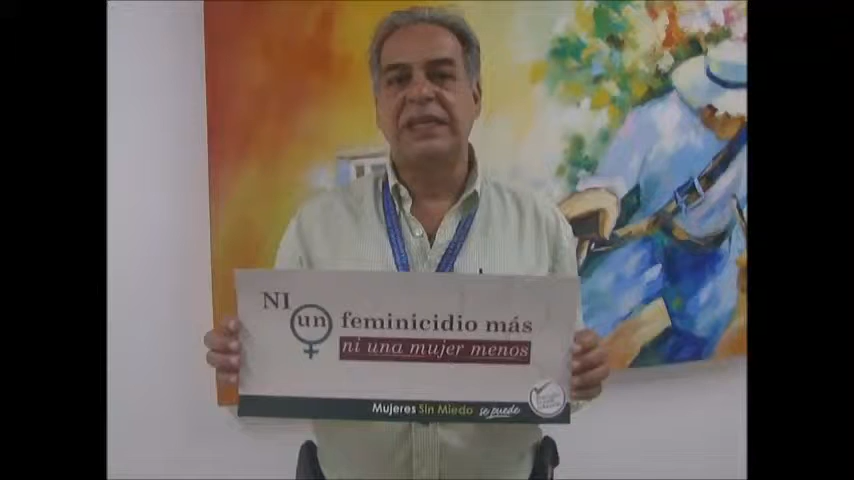 NI un feminicidio más
ni una mujer menos
Mujeres Sin Miedo se puede